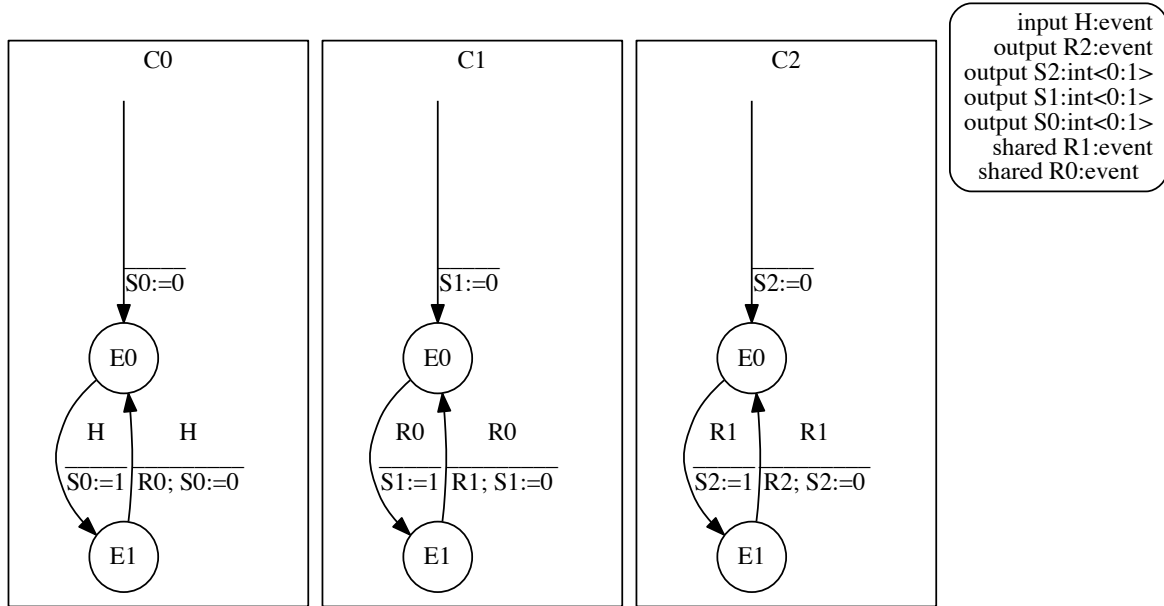 C0
S0:=0
E0
H
S0:=1
H
R0; S0:=0
E1
C1
S1:=0
E0
R0
S1:=1
R0
R1; S1:=0
E1
C2
S2:=0
E0
R1
S2:=1
R1
R2; S2:=0
E1
input H:event
output R2:event
output S2:int<0:1>
output S1:int<0:1>
output S0:int<0:1>
shared R1:event
shared R0:event